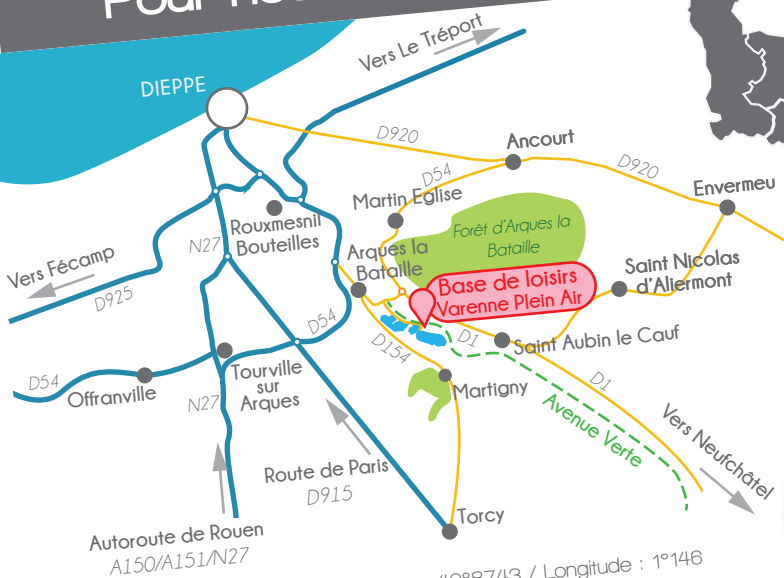 Pour
DIEPPE
Vers Le Tréport
D920
Ancourt
D54
D920
Martin Eglise
Envermeu
Rouxmesnil
Bouteilles
Forêt d'Arques la
Bataille
N27
Arques la
Bataille
Vers Fécamp
D925
Base de loisirs
Varenne Plein Air
Saint Nicolas
d'Aliermont
D54
D154
D1
Saint Aubin le Cauf
D54
Offranville
Tourville
sur
Arques
N27
Martigny
D1
Avenue Verte
Vers Neufchâtel
Route de Paris
D915
Torcy
Autoroute de Rouen
A150/A151/N27
/ Longitude : 1°146